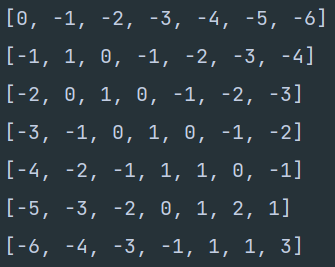 [0, -1, -2, -3, -4, -5, -6]
[-1, 1, 0, -1, -2, -3, -4]
[-2, 0, 1, 0, -1, -2, -3]
[-3, -1, 0, 1, 0, -1, -2]
[-4, -2, -1, 1, 1, 0, -1]
[-5, -3, -2, 0, 1, 2, 1]
[-6, -4, -3, -1, 1, 1, 3]